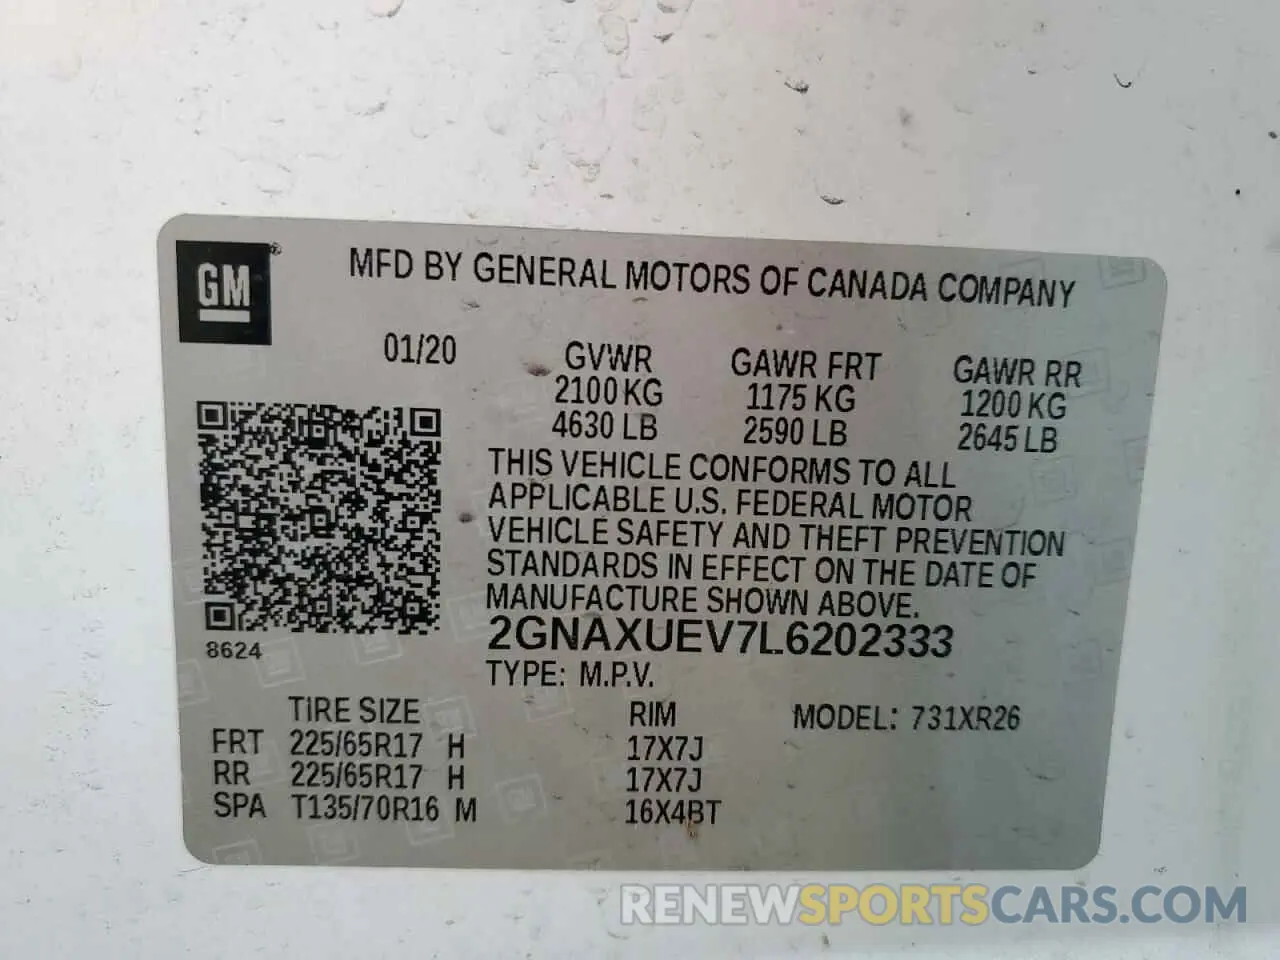 GM®
MFD BY GENERAL MOTORS OF CANADA COMPANY
01/20
GVWR GAWR FRT GAWR RR
2100 KG 1175 KG 1200 KG
4630 LB 2590 LB 2645 LB
THIS VEHICLE CONFORMS TO ALL
APPLICABLE U.S. FEDERAL MOTOR
VEHICLE SAFETY AND THEFT PREVENTION
STANDARDS IN EFFECT ON THE DATE OF
MANUFACTURE SHOWN ABOVE.
2GNAXUEV7L6202333
8624
TYPE: M.P.V.
TIRE SIZE RIM MODEL: 731XR26
FRT 225/65R17 H 17X7J
RR 225/65R17 H 17X7J
SPA T135/70R16 M 16X4BT
RENEWSPORTSCARS.COM